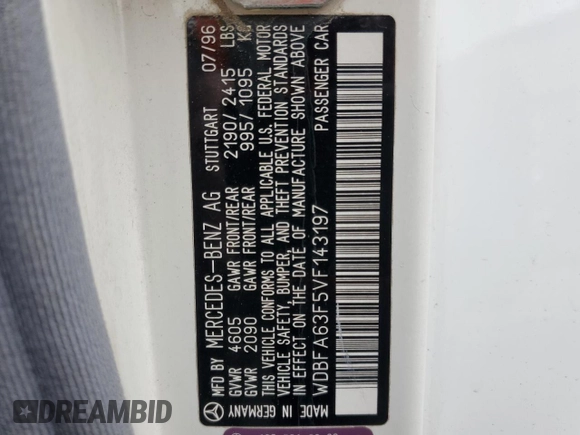 MFD BY MERCEDES-BENZ AG STUTTGART 07/96
GVWR 4605 GAWR FRONT/REAR 2190/2415 LBS
GVWR 2090 GAWR FRONT/REAR 995/1095 KG
THIS VEHICLE CONFORMS TO ALL APPLICABLE U.S. FEDERAL MOTOR
VEHICLE SAFETY, BUMPER, AND THEFT PREVENTION STANDARDS
IN EFFECT ON THE DATE OF MANUFACTURE SHOWN ABOVE
WDBFA63F5VF143197 PASSENGER CAR
MADE IN GERMANY
AUTOHISTORY